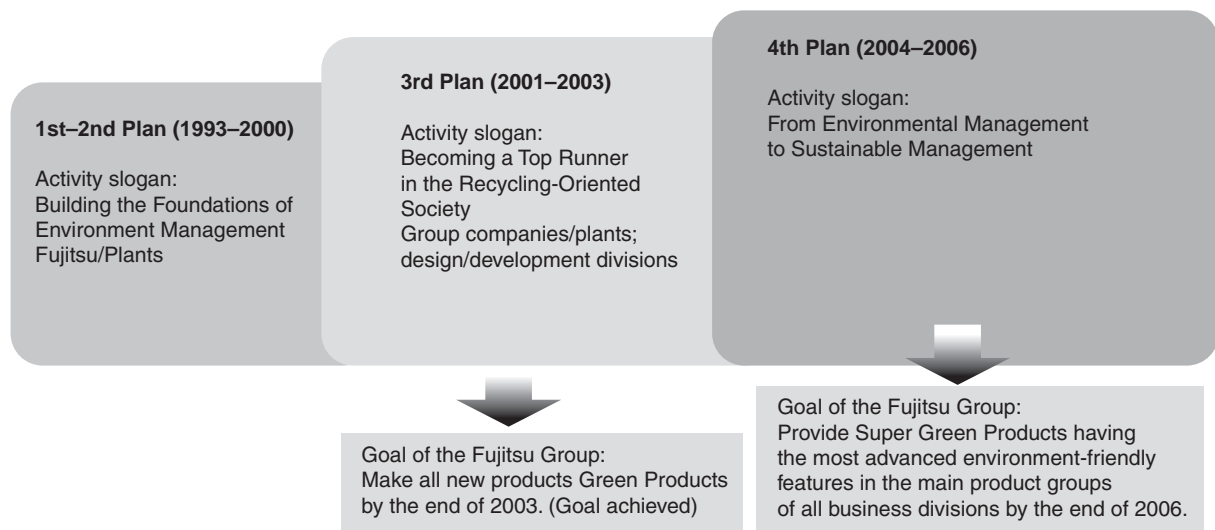 1st–2nd Plan (1993–2000)
Activity slogan:
Building the Foundations of
Environment Management
Fujitsu/Plants
3rd Plan (2001–2003)
Activity slogan:
Becoming a Top Runner
in the Recycling-Oriented
Society
Group companies/plants;
design/development divisions
4th Plan (2004–2006)
Activity slogan:
From Environmental Management
to Sustainable Management
Goal of the Fujitsu Group:
Make all new products Green Products
by the end of 2003. (Goal achieved)
Goal of the Fujitsu Group:
Provide Super Green Products having
the most advanced environment-friendly
features in the main product groups
of all business divisions by the end of 2006.